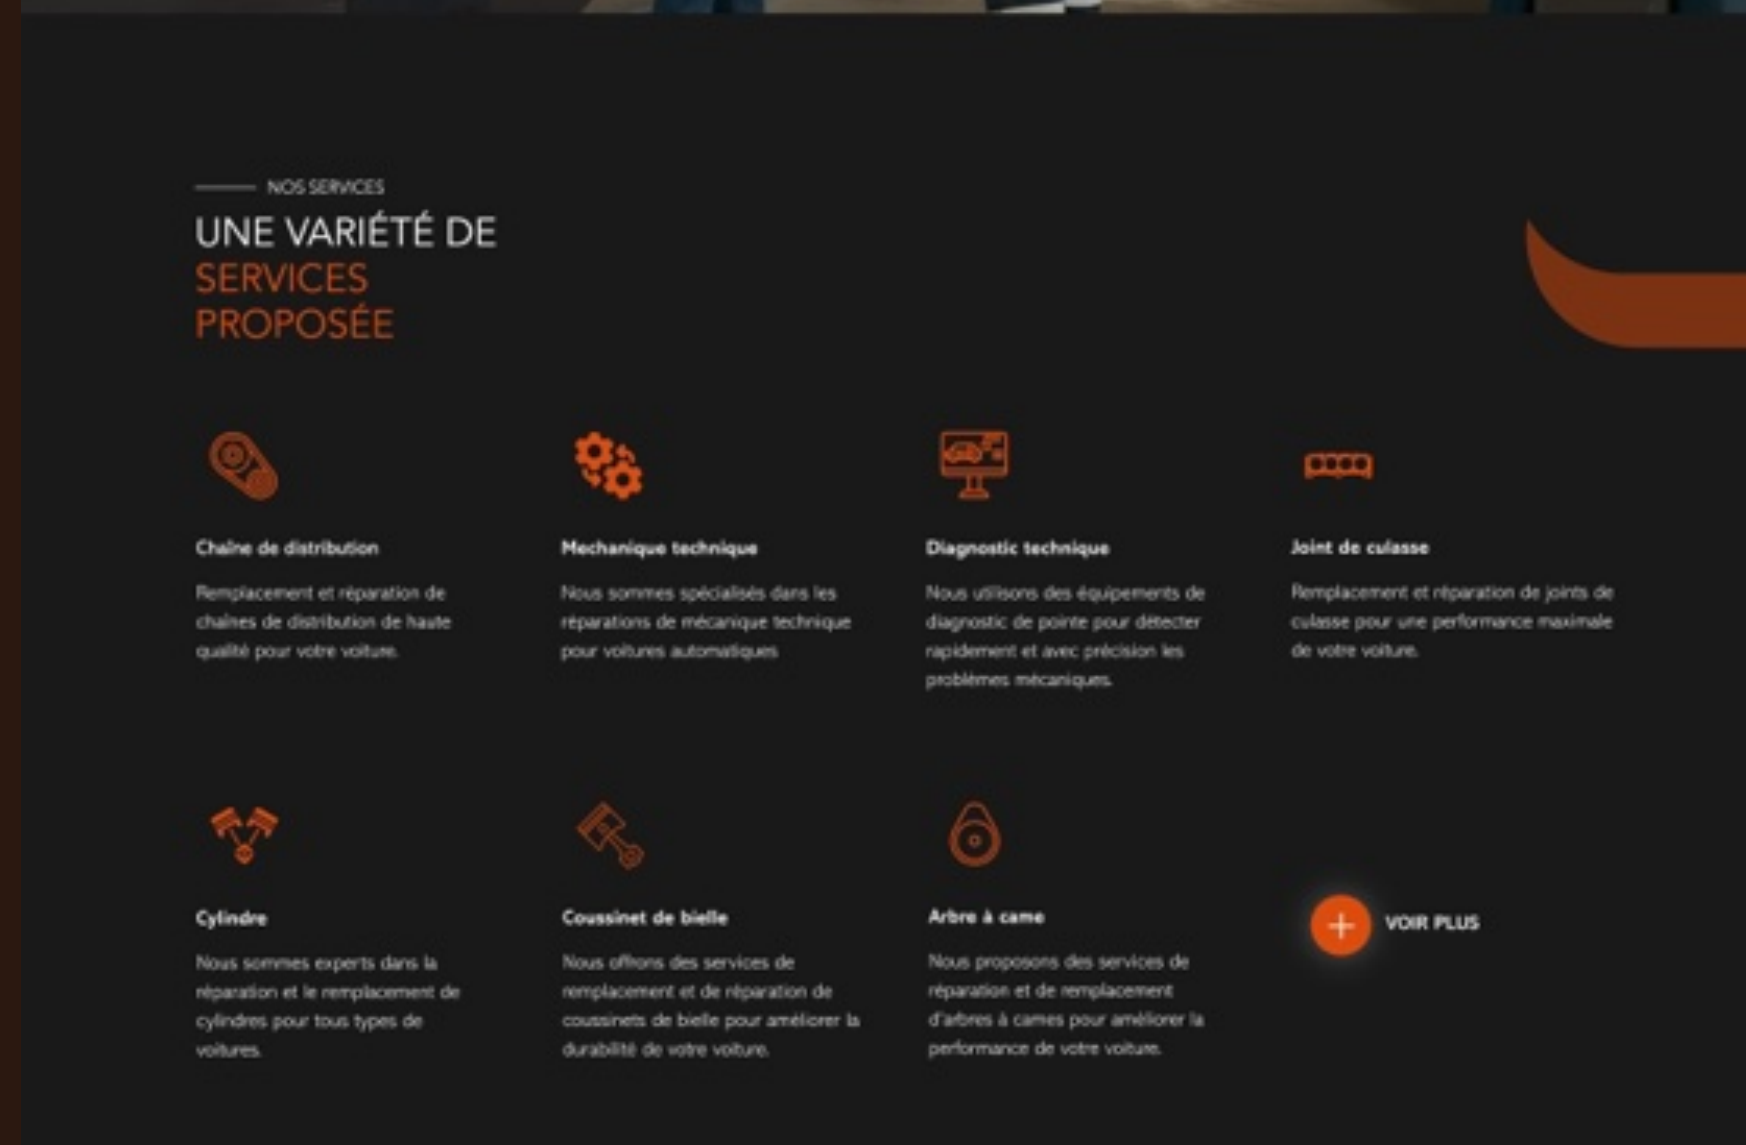 NOS SERVICES
UNE VARIÉTÉ DE
SERVICES
PROPOSÉE
Chaîne de distribution
Remplacement et réparation de
chaînes de distribution de haute
qualité pour votre voiture.
Mechanique technique
Nous sommes spécialisés dans les
réparations de mécanique technique
pour voitures automatiques
Diagnostic technique
Nous utilisons des équipements de
diagnostic de pointe pour détecter
rapidement et avec précision les
problèmes mécaniques.
Joint de culasse
Remplacement et réparation de joints de
culasse pour une performance maximale
de votre voiture.
Cylindre
Nous sommes experts dans la
réparation et le remplacement de
cylindres pour tous types de
voitures.
Coussinet de bielle
Nous offrons des services de
remplacement et de réparation de
coussinets de bielle pour améliorer la
durabilité de votre voiture.
Arbre à came
Nous proposons des services de
réparation et de remplacement
d'arbres à cames pour améliorer la
performance de votre voiture.
VOIR PLUS